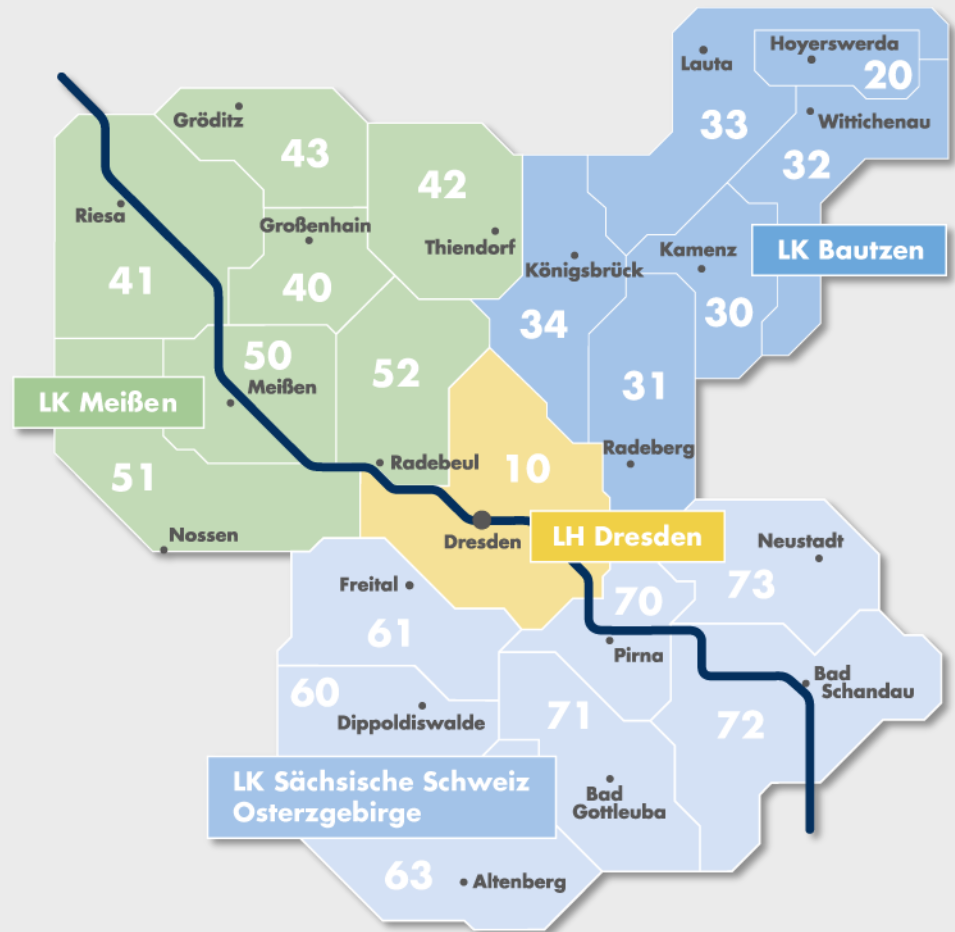 Hoyerswerda
Lauta
20
Gröditz
33
Wittichenau
43
32
42
Riesa
Großenhain
Thiendorf
Kamenz
LK Bautzen
Königsbrück
41
40
30
34
50
52
31
Meißen
LK Meißen
Radebeul
Radeberg
10
51
Nossen
Dresden
LH Dresden
Neustadt
Freital
70
73
61
Pirna
Bad
Schandau
60
Dippoldiswalde
71
72
LK Sächsische Schweiz
Osterzgebirge
Bad
Gottleuba
63
Altenberg